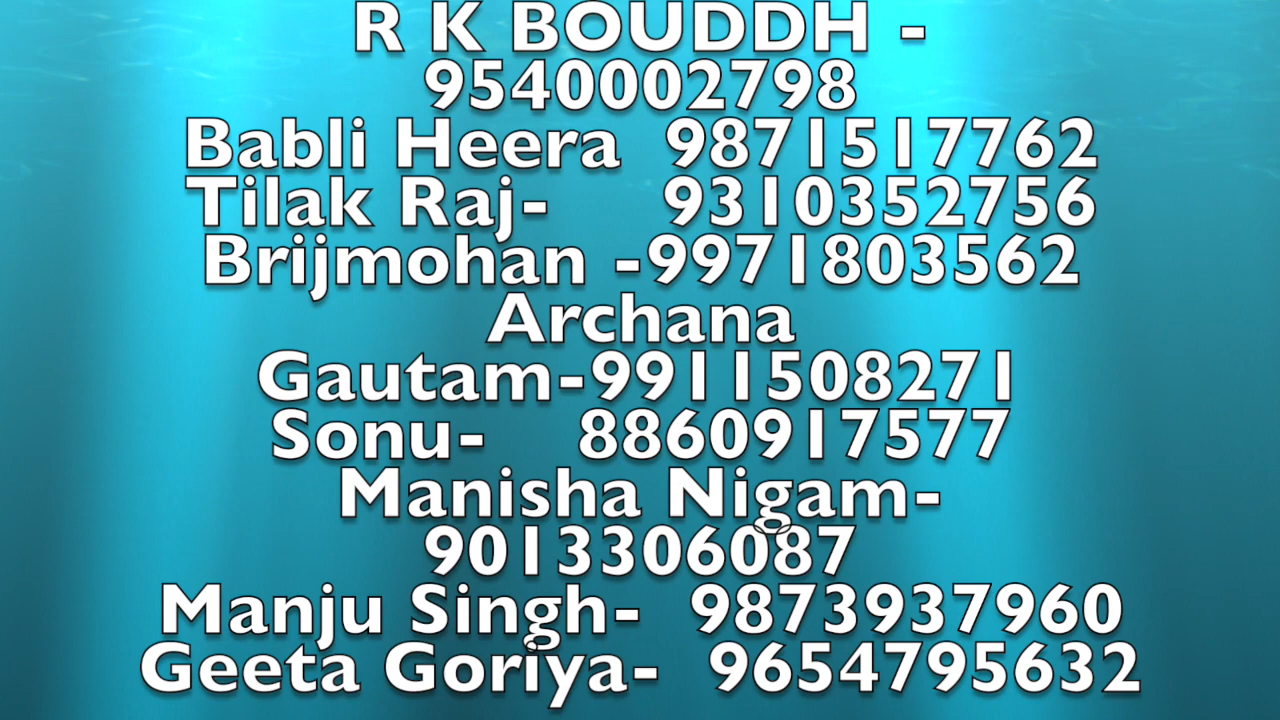 R K BOUDDH -
9540002798
Babli Heera 9871517762
Tilak Raj- 9310352756
Brijmohan -9971803562
Archana
Gautam-9911508271
Sonu- 8860917577
Manisha Nigam-
9013306087
Manju Singh- 9873937960
Geeta Goriya- 9654795632